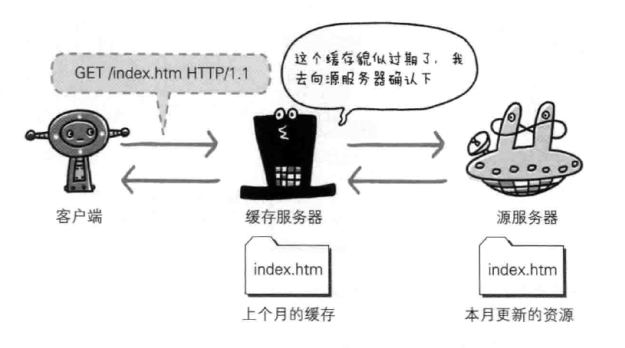 GET /index.htm HTTP/1.1
这个缓存貌似过期了，我
去向源服务器确认下
客户端
缓存服务器
源服务器
index.htm
index.htm
上个月的缓存
本月更新的资源